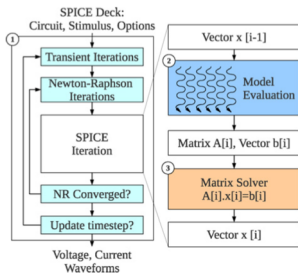 SPICE Deck:
Circuit, Stimulus, Options
1
Transient Iterations
Newton-Raphson
Iterations
SPICE
Iteration
NR Converged?
Update timestep?
Voltage, Current
Waveforms
Vector x [i-1]
2
Model
Evaluation
Matrix A[i], Vector b[i]
3
Matrix Solver
A[i].x[i]=b[i]
Vector x [i]